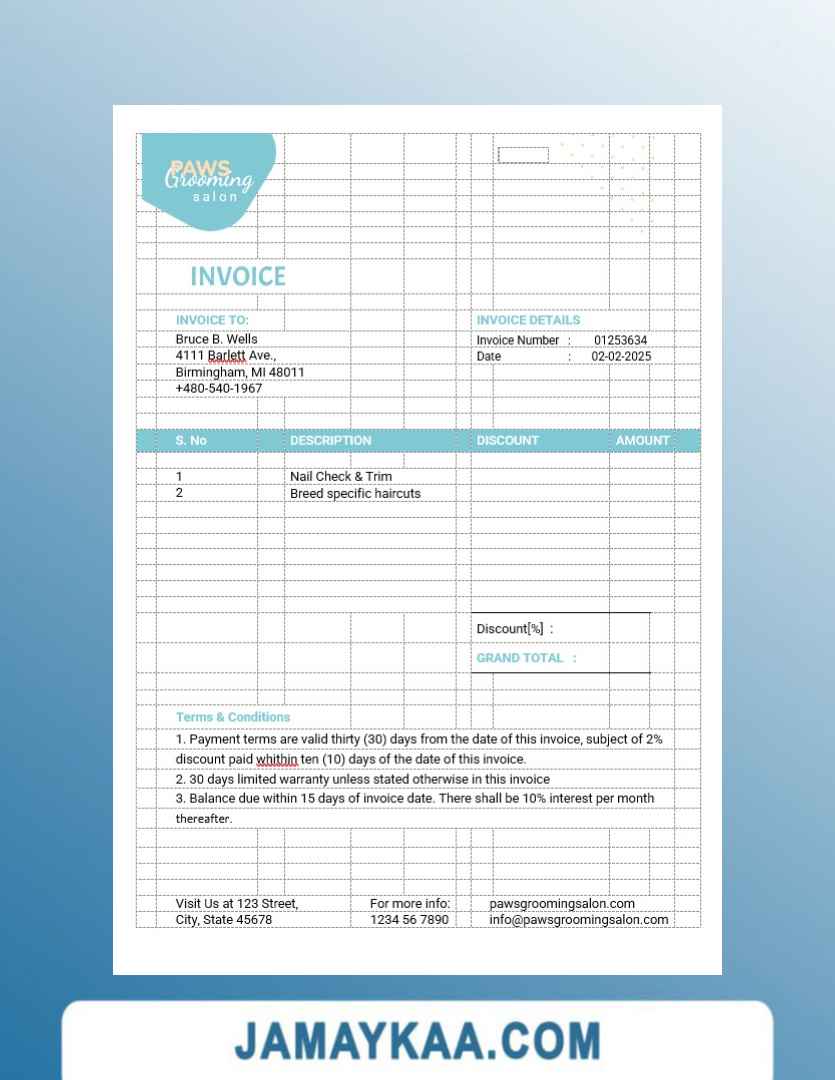 PAWS
Grooming
salon
INVOICE
INVOICE TO:
Bruce B. Wells
4111 Barlett Ave.,
Birmingham, MI 48011
+480-540-1967
INVOICE DETAILS
Invoice Number : 01253634
Date : 02-02-2025
S. No DESCRIPTION DISCOUNT AMOUNT
1 Nail Check & Trim
2 Breed specific haircuts
Discount[%] :
GRAND TOTAL :
Terms & Conditions
1. Payment terms are valid thirty (30) days from the date of this invoice, subject of 2%
discount paid whithin ten (10) days of the date of this invoice.
2. 30 days limited warranty unless stated otherwise in this invoice
3. Balance due within 15 days of invoice date. There shall be 10% interest per month
thereafter.
Visit Us at 123 Street,
City, State 45678
For more info:
1234 56 7890
pawsgroomingsalon.com
info@pawsgroomingsalon.com
JAMAYKAA.COM